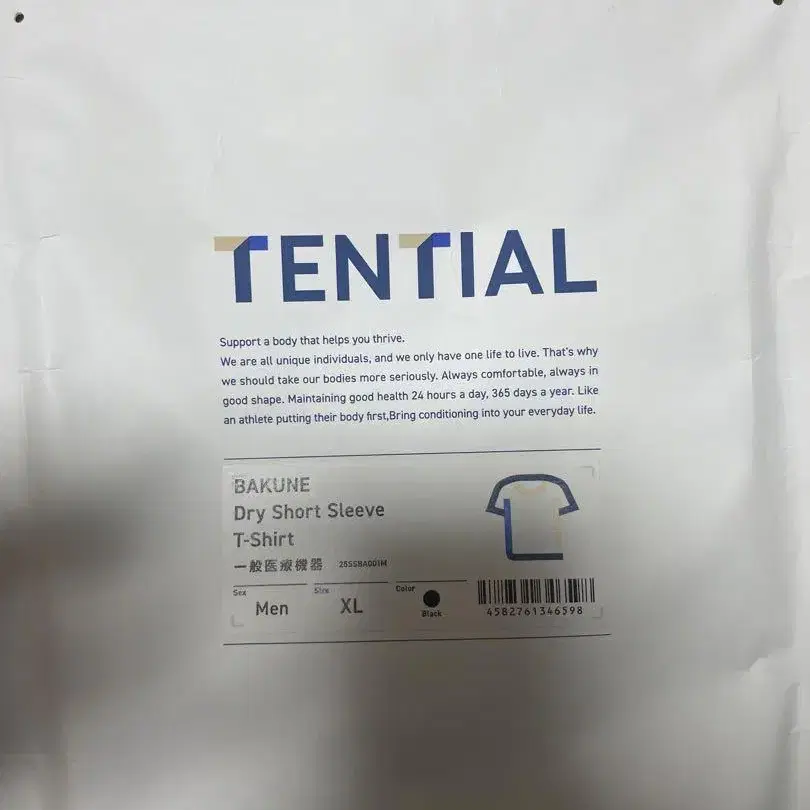 TENTIAL
Support a body that helps you thrive.
We are all unique individuals, and we only have one life to live. That's why
we should take our bodies more seriously. Always comfortable, always in
good shape. Maintaining good health 24 hours a day, 365 days a year. Like
an athlete putting their body first,Bring conditioning into your everyday life.
BAKUNE
Dry Short Sleeve
T-Shirt
一般医療機器 25SSBA001M
Sex Men
Size XL
Color Black
4582761346598